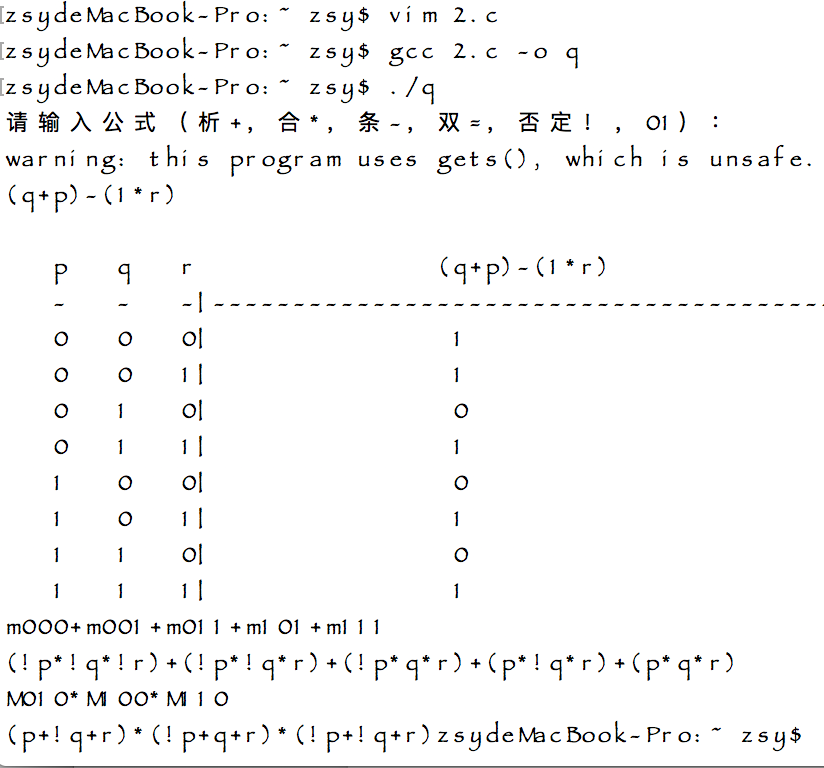 zsydeMacBook-Pro:~ zsy$ vim 2.c
zsydeMacBook-Pro:~ zsy$ gcc 2.c -o q
zsydeMacBook-Pro:~ zsy$ ./q
请输入公式（析+，合*，条-，双=，否定！，01）：
warning: this program uses gets(), which is unsafe.
(q+p)-(1*r)
p q r (q+p)-(1*r)
- - -|---------------------------------------
0 0 0| 1
0 0 1| 1
0 1 0| 0
0 1 1| 1
1 0 0| 0
1 0 1| 1
1 1 0| 0
1 1 1| 1
m000+m001+m011+m101+m111
(!p*!q*!r)+(!p*!q*r)+(!p*q*r)+(p*!q*r)+(p*q*r)
M010*M100*M110
(p+!q+r)*(!p+q+r)*(!p+!q+r)zsydeMacBook-Pro:~ zsy$